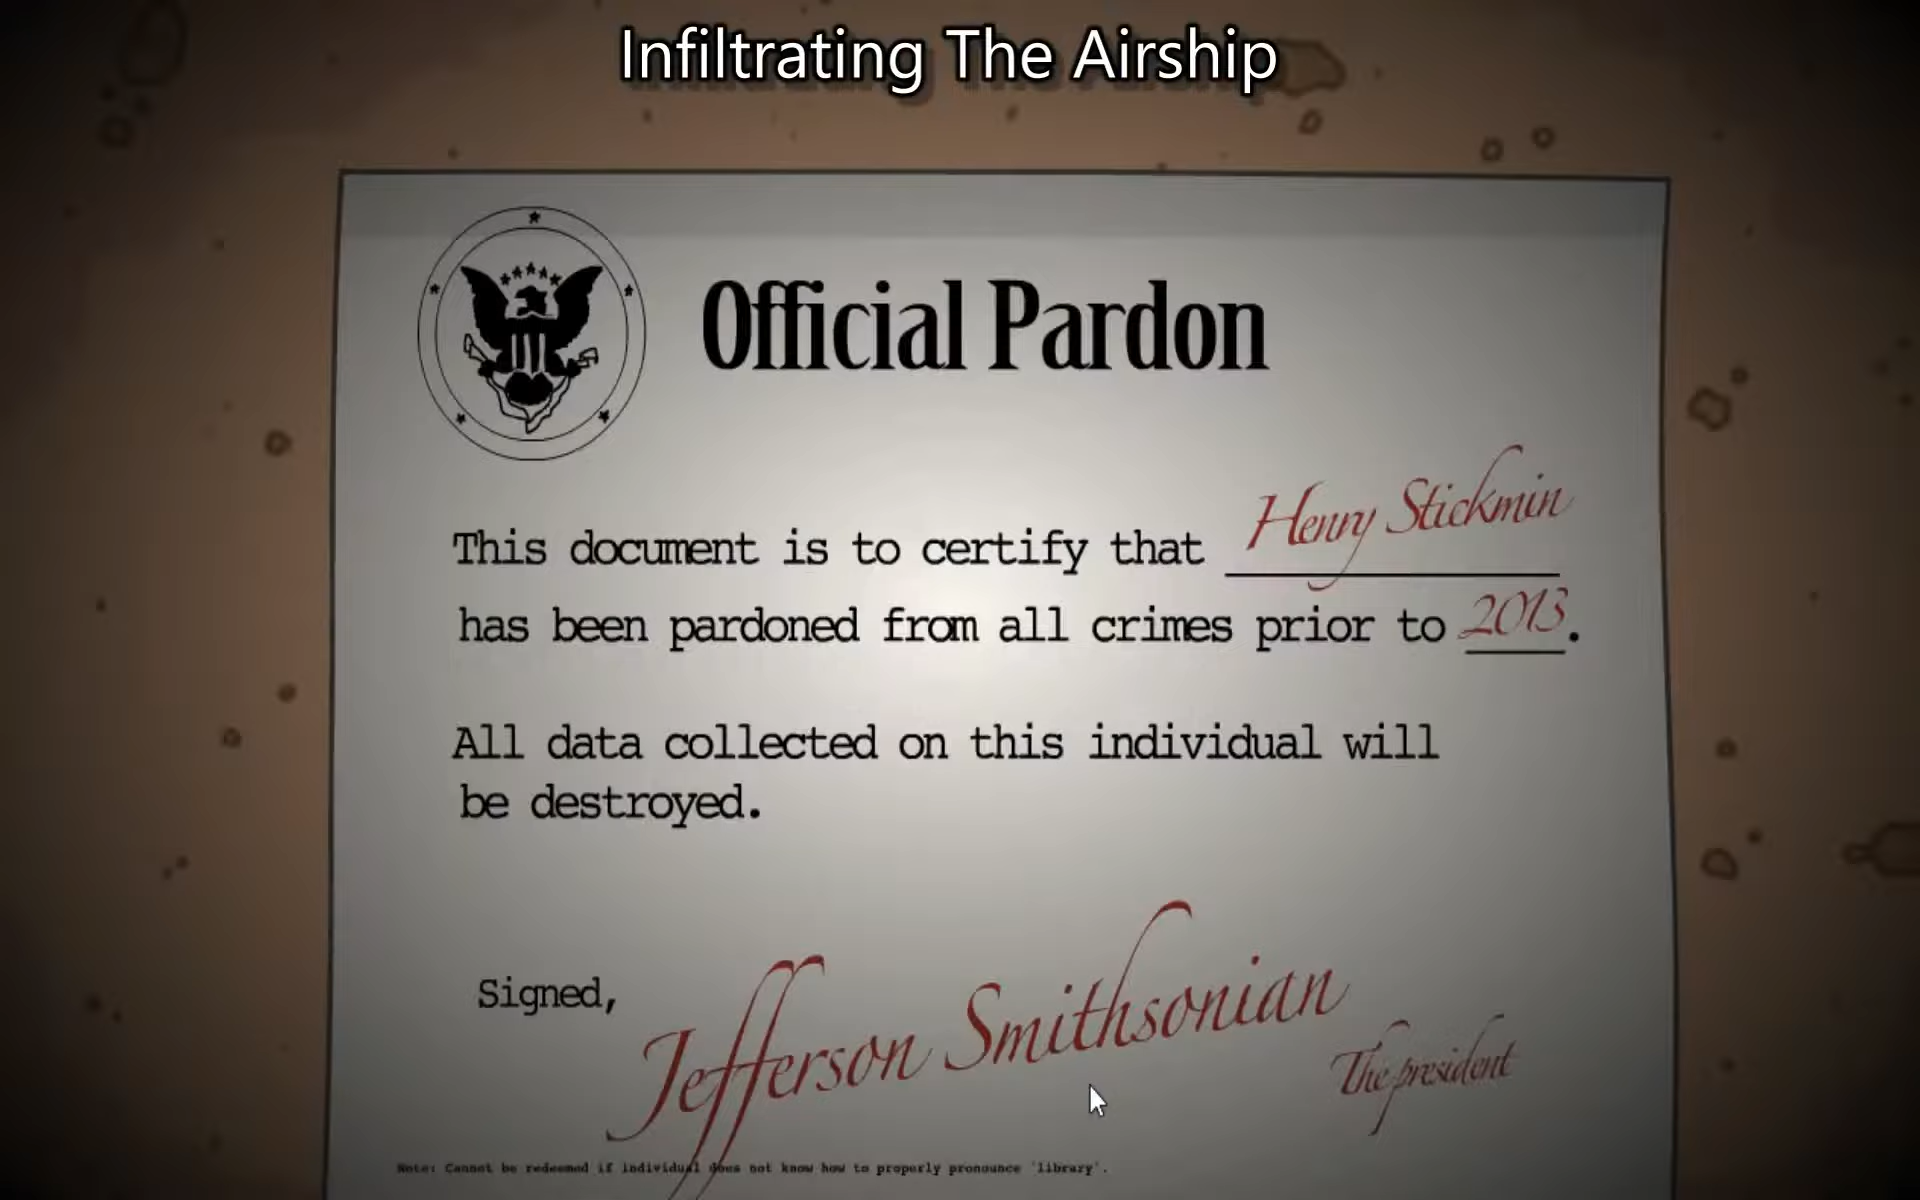 Infiltrating The Airship
Official Pardon
This document is to certify that Henry Stickmin
has been pardoned from all crimes prior to 2013.
All data collected on this individual will
be destroyed.
Signed, Jefferson Smithsonian
The president
Note: Cannot be redeemed if individual does not know how to properly pronounce 'library'.